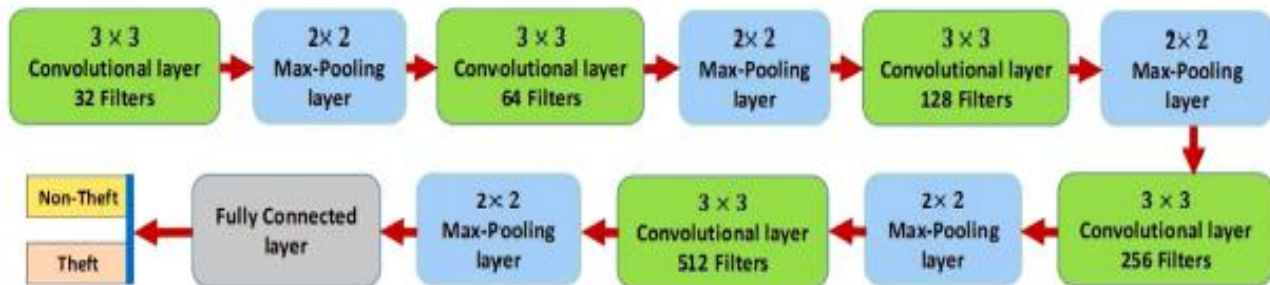 3 × 3
Convolutional layer
32 Filters
2× 2
Max-Pooling
layer
3 × 3
Convolutional layer
64 Filters
2× 2
Max-Pooling
layer
3 × 3
Convolutional layer
128 Filters
2× 2
Max-Pooling
layer
3 × 3
Convolutional layer
256 Filters
2× 2
Max-Pooling
layer
3 × 3
Convolutional layer
512 Filters
2× 2
Max-Pooling
layer
Fully Connected
layer
Non-Theft
Theft